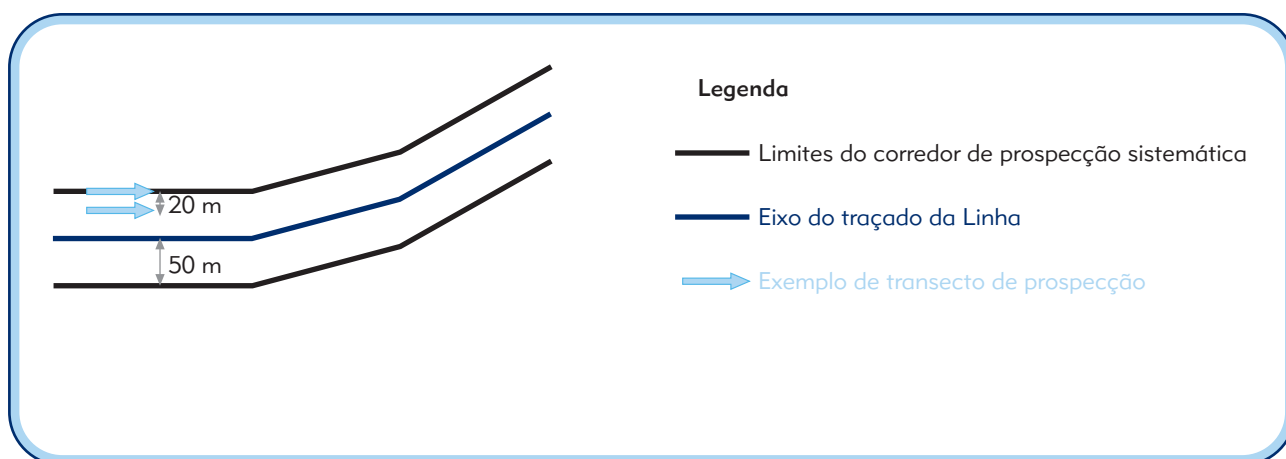 Legenda
Limites do corredor de prospecção sistemática
20 m
Eixo do traçado da Linha
50 m
Exemplo de transecto de prospecção